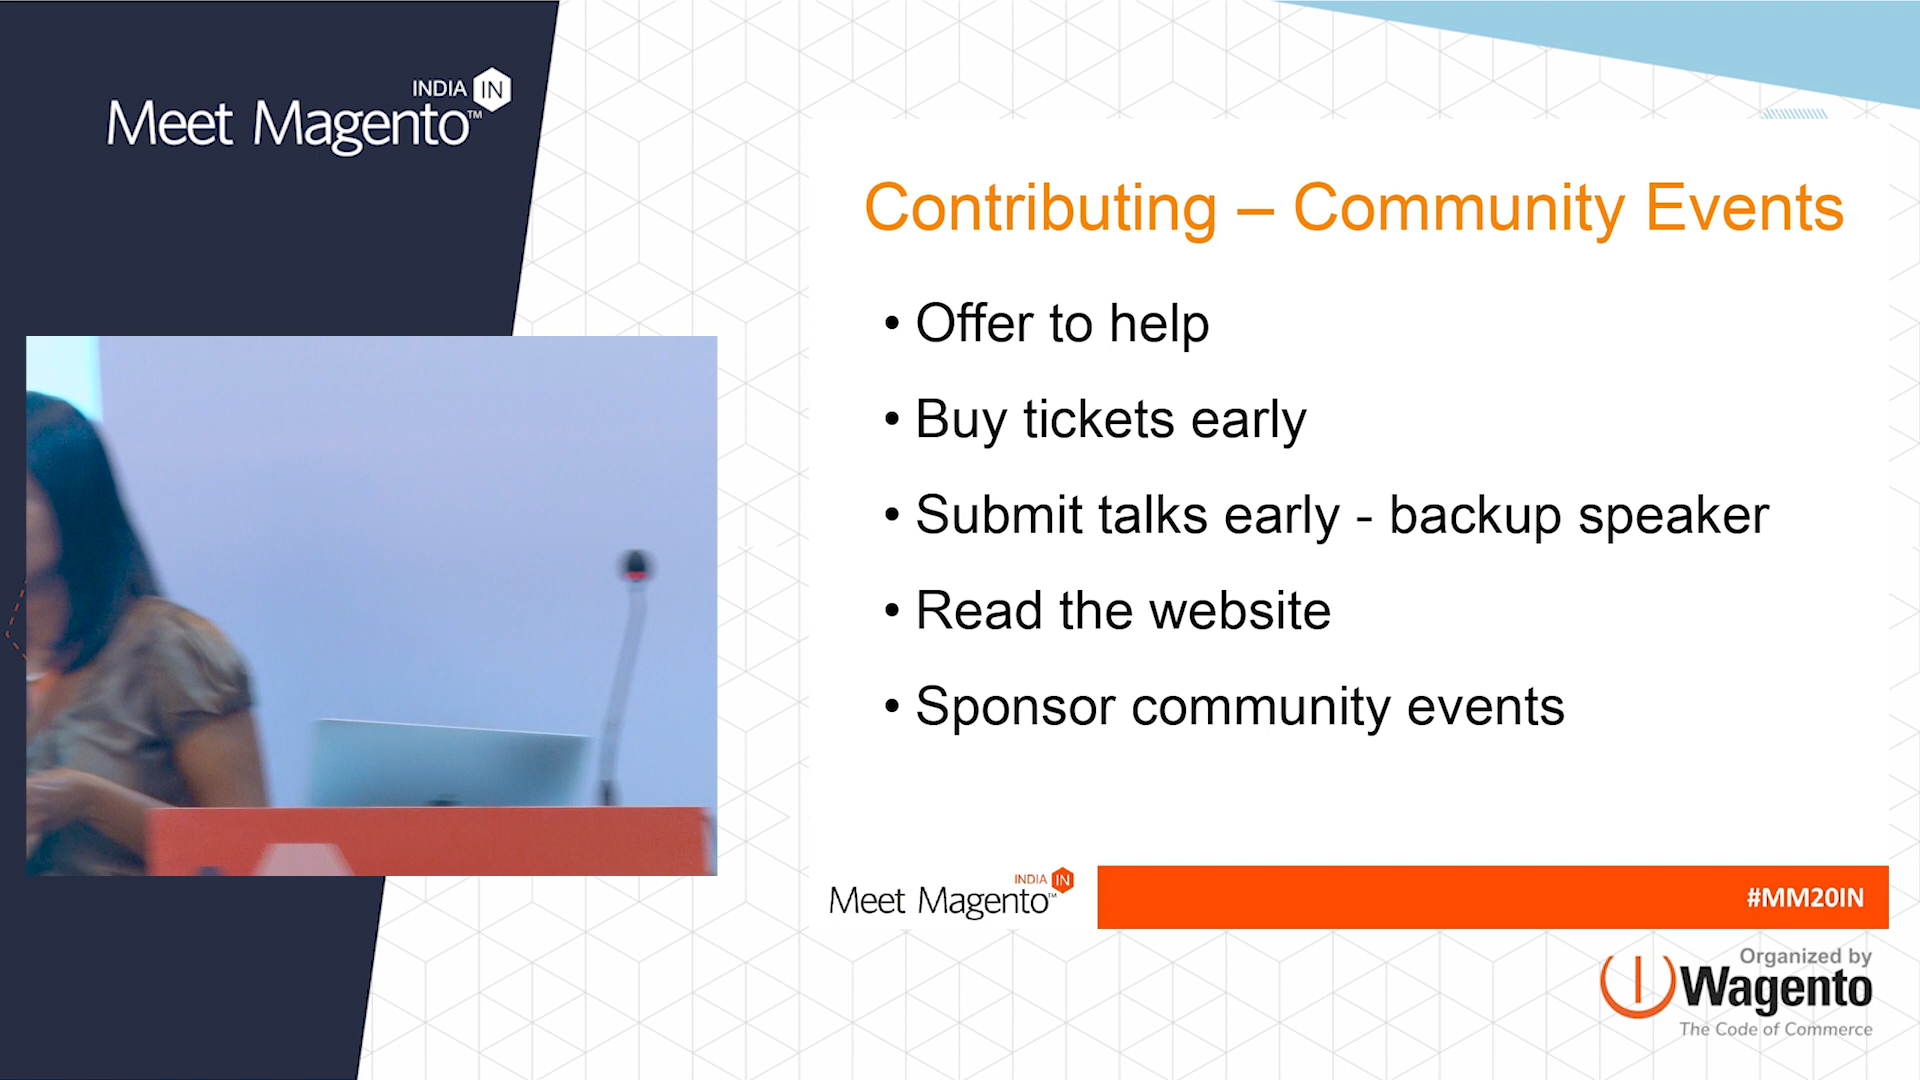 INDIA IN
Meet Magento™
Contributing – Community Events
• Offer to help
• Buy tickets early
• Submit talks early - backup speaker
• Read the website
• Sponsor community events
INDIA IN
Meet Magento™
#MM20IN
Organized by
Wagento
The Code of Commerce